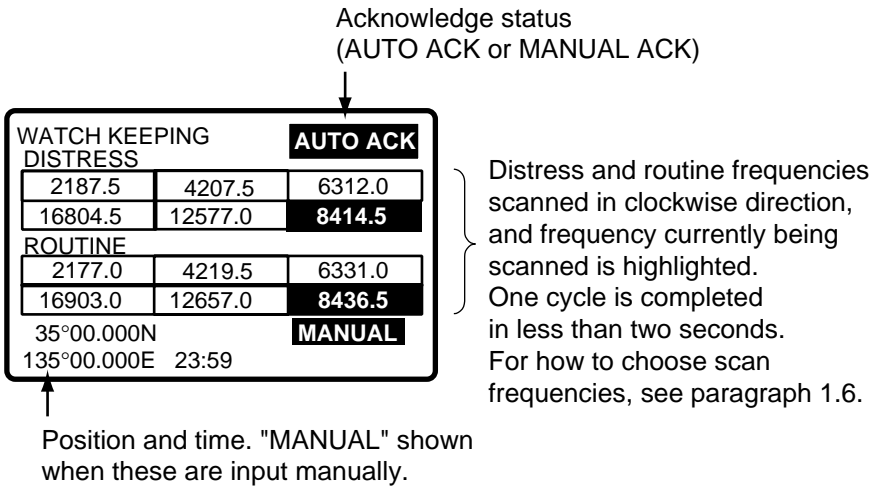 Acknowledge status
(AUTO ACK or MANUAL ACK)
WATCH KEEPING AUTO ACK
DISTRESS
2187.5 4207.5 6312.0
16804.5 12577.0 8414.5
ROUTINE
2177.0 4219.5 6331.0
16903.0 12657.0 8436.5
35°00.000N MANUAL
135°00.000E 23:59
Distress and routine frequencies
scanned in clockwise direction,
and frequency currently being
scanned is highlighted.
One cycle is completed
in less than two seconds.
For how to choose scan
frequencies, see paragraph 1.6.
Position and time. "MANUAL" shown
when these are input manually.